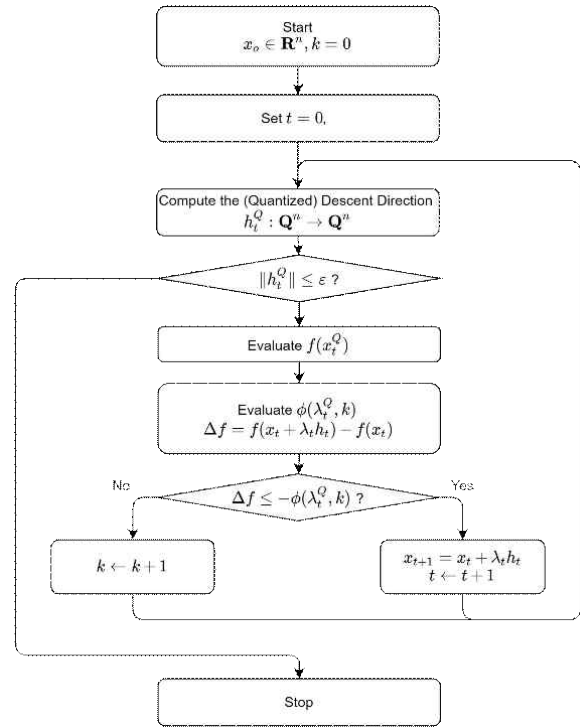 Start
$x_o \in \mathbf{R}^n, k = 0$
Set $t = 0$,
Compute the (Quantized) Descent Direction
$h_t^Q : \mathbf{Q}^n \to \mathbf{Q}^n$
$\|h_t^Q\| \leq \varepsilon$ ?
Evaluate $f(x_t^Q)$
Evaluate $\phi(\lambda_t^Q, k)$
$\Delta f = f(x_t + \lambda_t h_t) - f(x_t)$
No
$\Delta f \leq -\phi(\lambda_t^Q, k)$ ?
Yes
$k \leftarrow k + 1$
$x_{t+1} = x_t + \lambda_t h_t$
$t \leftarrow t + 1$
Stop